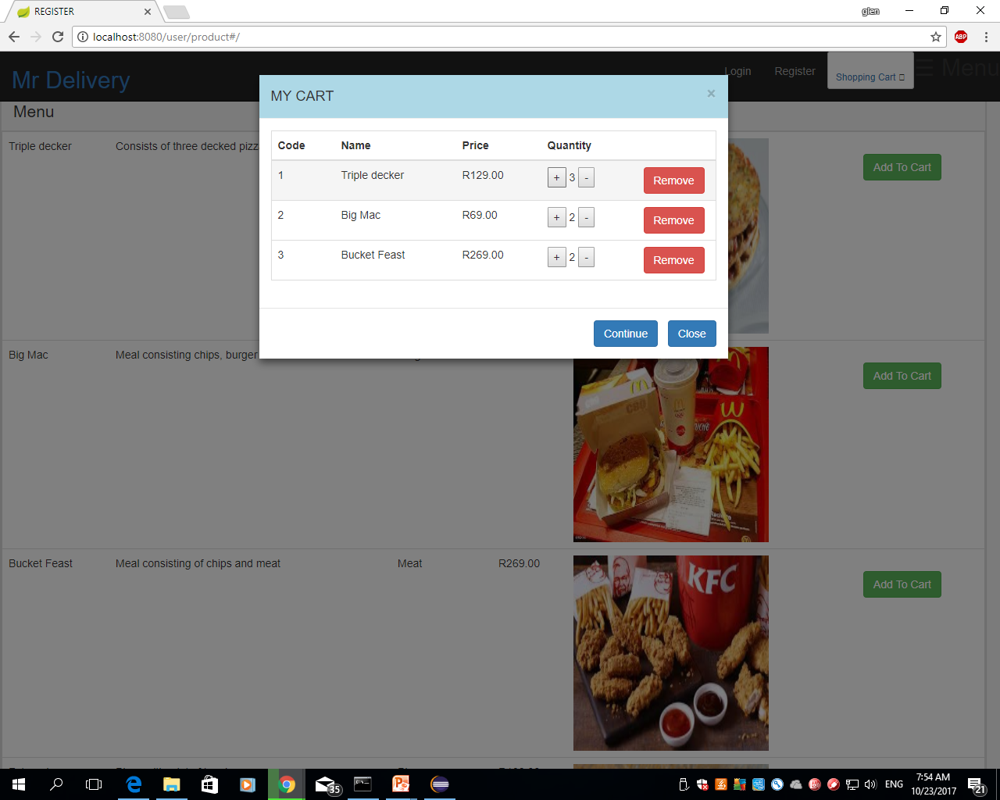 REGISTER
glen
localhost:8080/user/product#/
ABP
Mr Delivery
Login
Register
Shopping Cart
☰ Menu
MY CART
×
Menu
Code Name Price Quantity
1 Triple decker R129.00 + 3 - Remove
2 Big Mac R69.00 + 2 - Remove
3 Bucket Feast R269.00 + 2 - Remove
Continue Close
Triple decker Consists of three decked pizz Add To Cart
Big Mac Meal consisting chips, burger Add To Cart
Bucket Feast Meal consisting of chips and meat Meat R269.00 Add To Cart
KFC
35
ENG
7:54 AM
10/23/2017
21